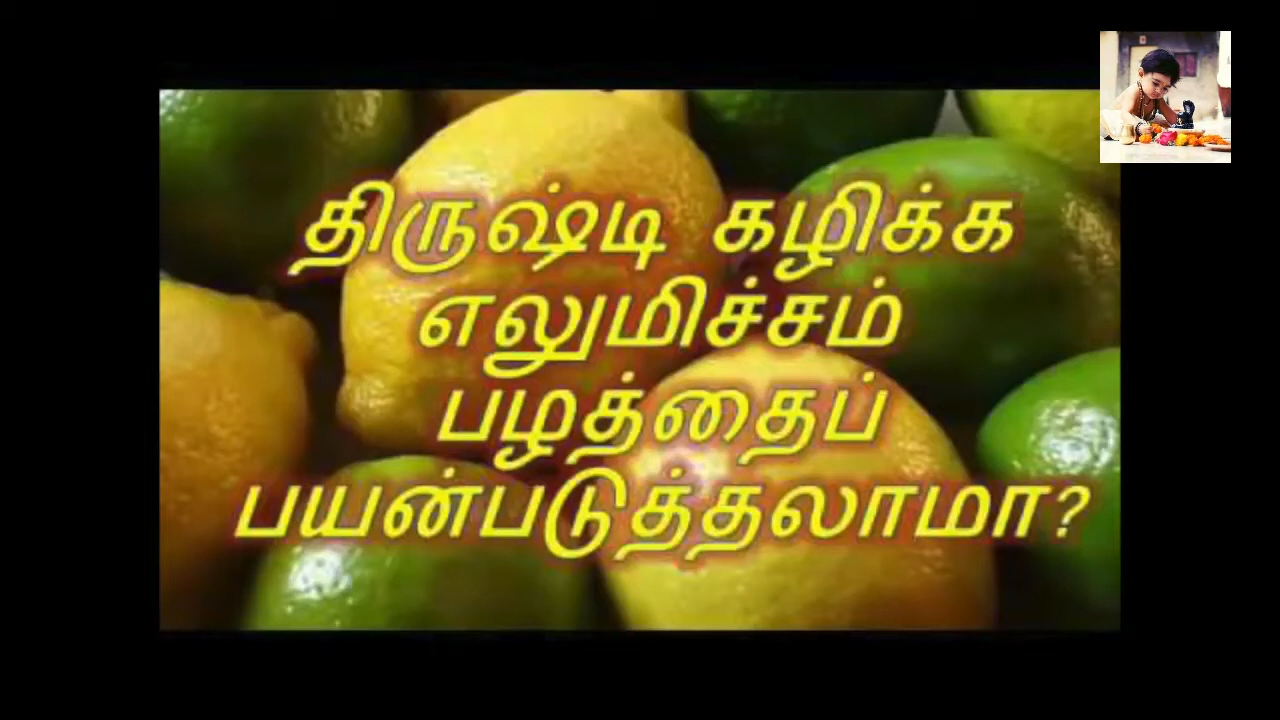 திருஷ்டி கழிக்க
எலுமிச்சம்
பழத்தைப்
பயன்படுத்தலாமா?